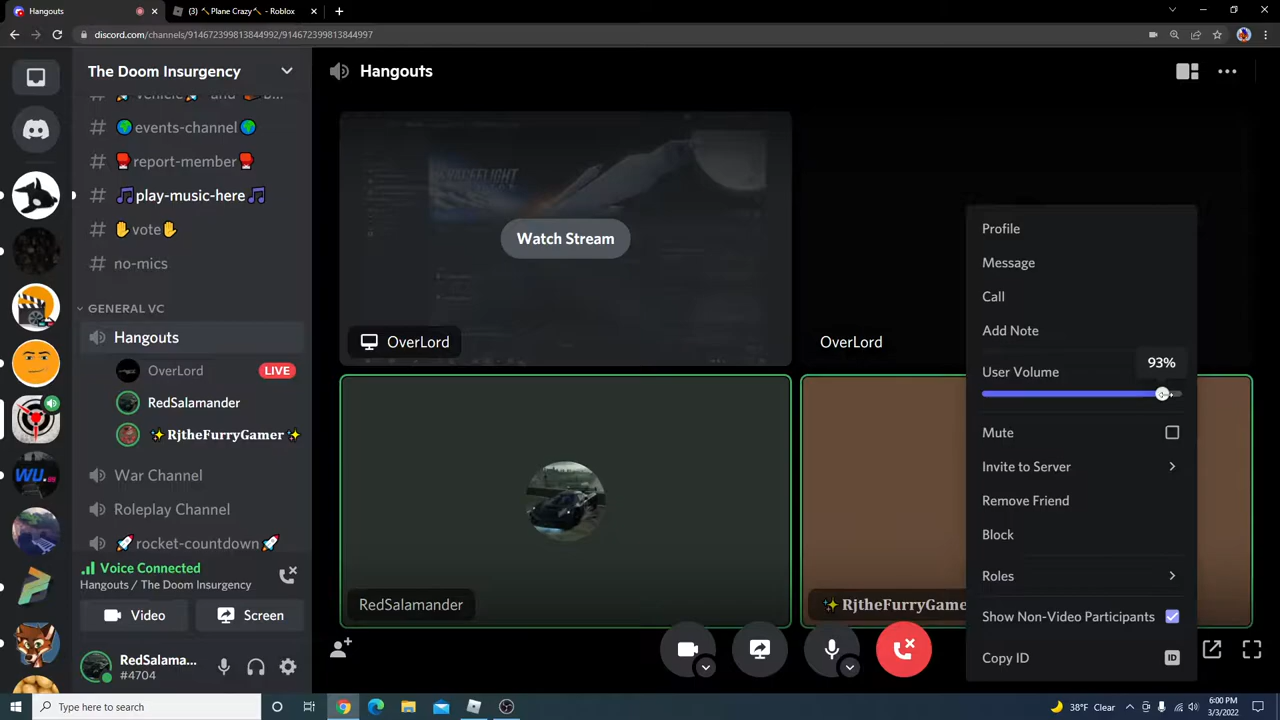 Hangouts
(3) 🔨Plane Crazy🔨 - Roblox
discord.com/channels/914672399813844992/914672399813844997
The Doom Insurgency
Hangouts
# 🌍events-channel🌍
# 🥊report-member🥊
# 🎵play-music-here🎵
# ✋vote✋
# no-mics
GENERAL VC
Hangouts
OverLord LIVE
RedSalamander
✨RjtheFurryGamer✨
War Channel
Roleplay Channel
🚀rocket-countdown🚀
Voice Connected
Hangouts / The Doom Insurgency
Video Screen
RedSalama...
#4704
Watch Stream
OverLord
OverLord
RedSalamander
✨RjtheFurryGame
Profile
Message
Call
Add Note
93%
User Volume
Mute
Invite to Server
Remove Friend
Block
Roles
Show Non-Video Participants
Copy ID ID
WU.
Type here to search
38°F Clear
6:00 PM
3/3/2022